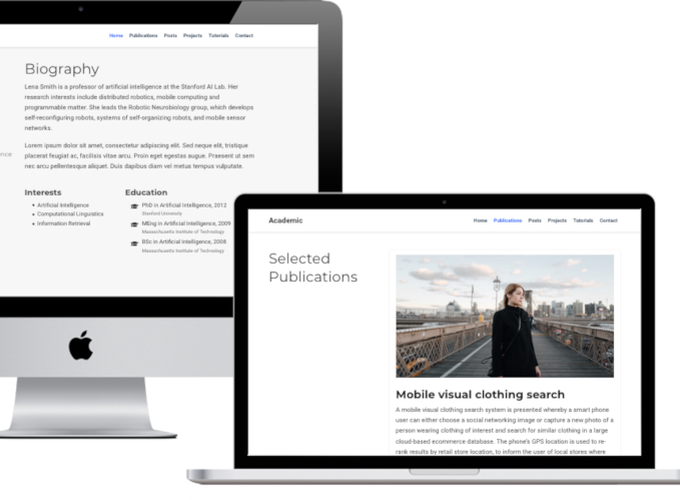 Home Publications Posts Projects Tutorials Contact
Biography
Lena Smith is a professor of artificial intelligence at the Stanford AI Lab. Her
research interests include distributed robotics, mobile computing and
programmable matter. She leads the Robotic Neurobiology group, which develops
self-reconfiguring robots, systems of self-organizing robots, and mobile sensor
networks.
Lorem ipsum dolor sit amet, consectetur adipiscing elit. Sed neque elit, tristique
placerat feugiat ac, facilisis vitae arcu. Proin eget egestas augue. Praesent ut sem
nec arcu pellentesque aliquet. Duis dapibus diam vel metus tempus vulputate.
Interests
Artificial Intelligence
Computational Linguistics
Information Retrieval
Education
PhD in Artificial Intelligence, 2012
Stanford University
MEng in Artificial Intelligence, 2009
Massachusetts Institute of Technology
BSc in Artificial Intelligence, 2008
Massachusetts Institute of Technology
Academic
Home Publications Posts Projects Tutorials Contact
Selected
Publications
Mobile visual clothing search
A mobile visual clothing search system is presented whereby a smart phone
user can either choose a social networking image or capture a new photo of a
person wearing clothing of interest and search for similar clothing in a large
cloud-based ecommerce database. The phone's GPS location is used to re-
rank results by retail store location, to inform the user of local stores where